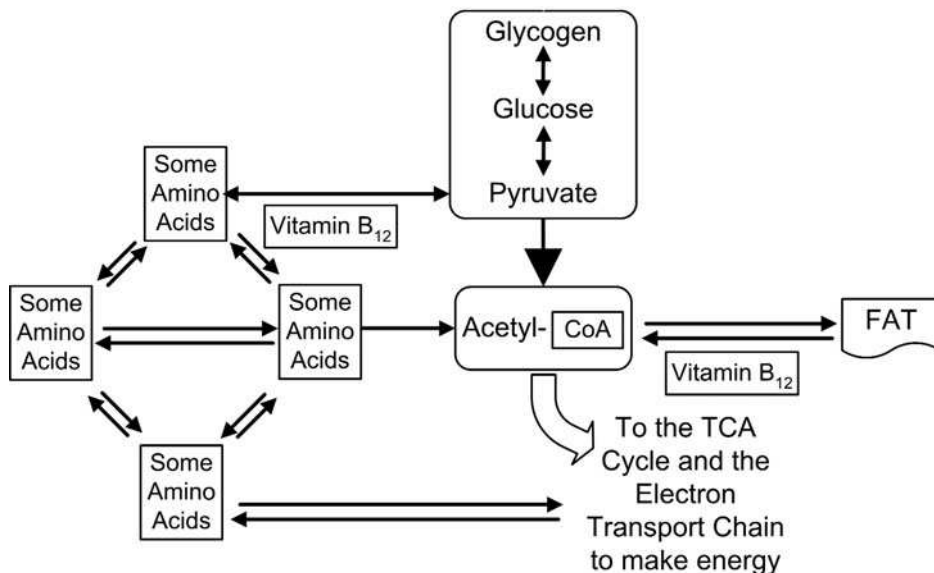 Glycogen
Glucose
Pyruvate
Some
Amino
Acids
Vitamin B12
Some
Amino
Acids
Some
Amino
Acids
Acetyl- CoA
FAT
Vitamin B12
Some
Amino
Acids
To the TCA
Cycle and the
Electron
Transport Chain
to make energy